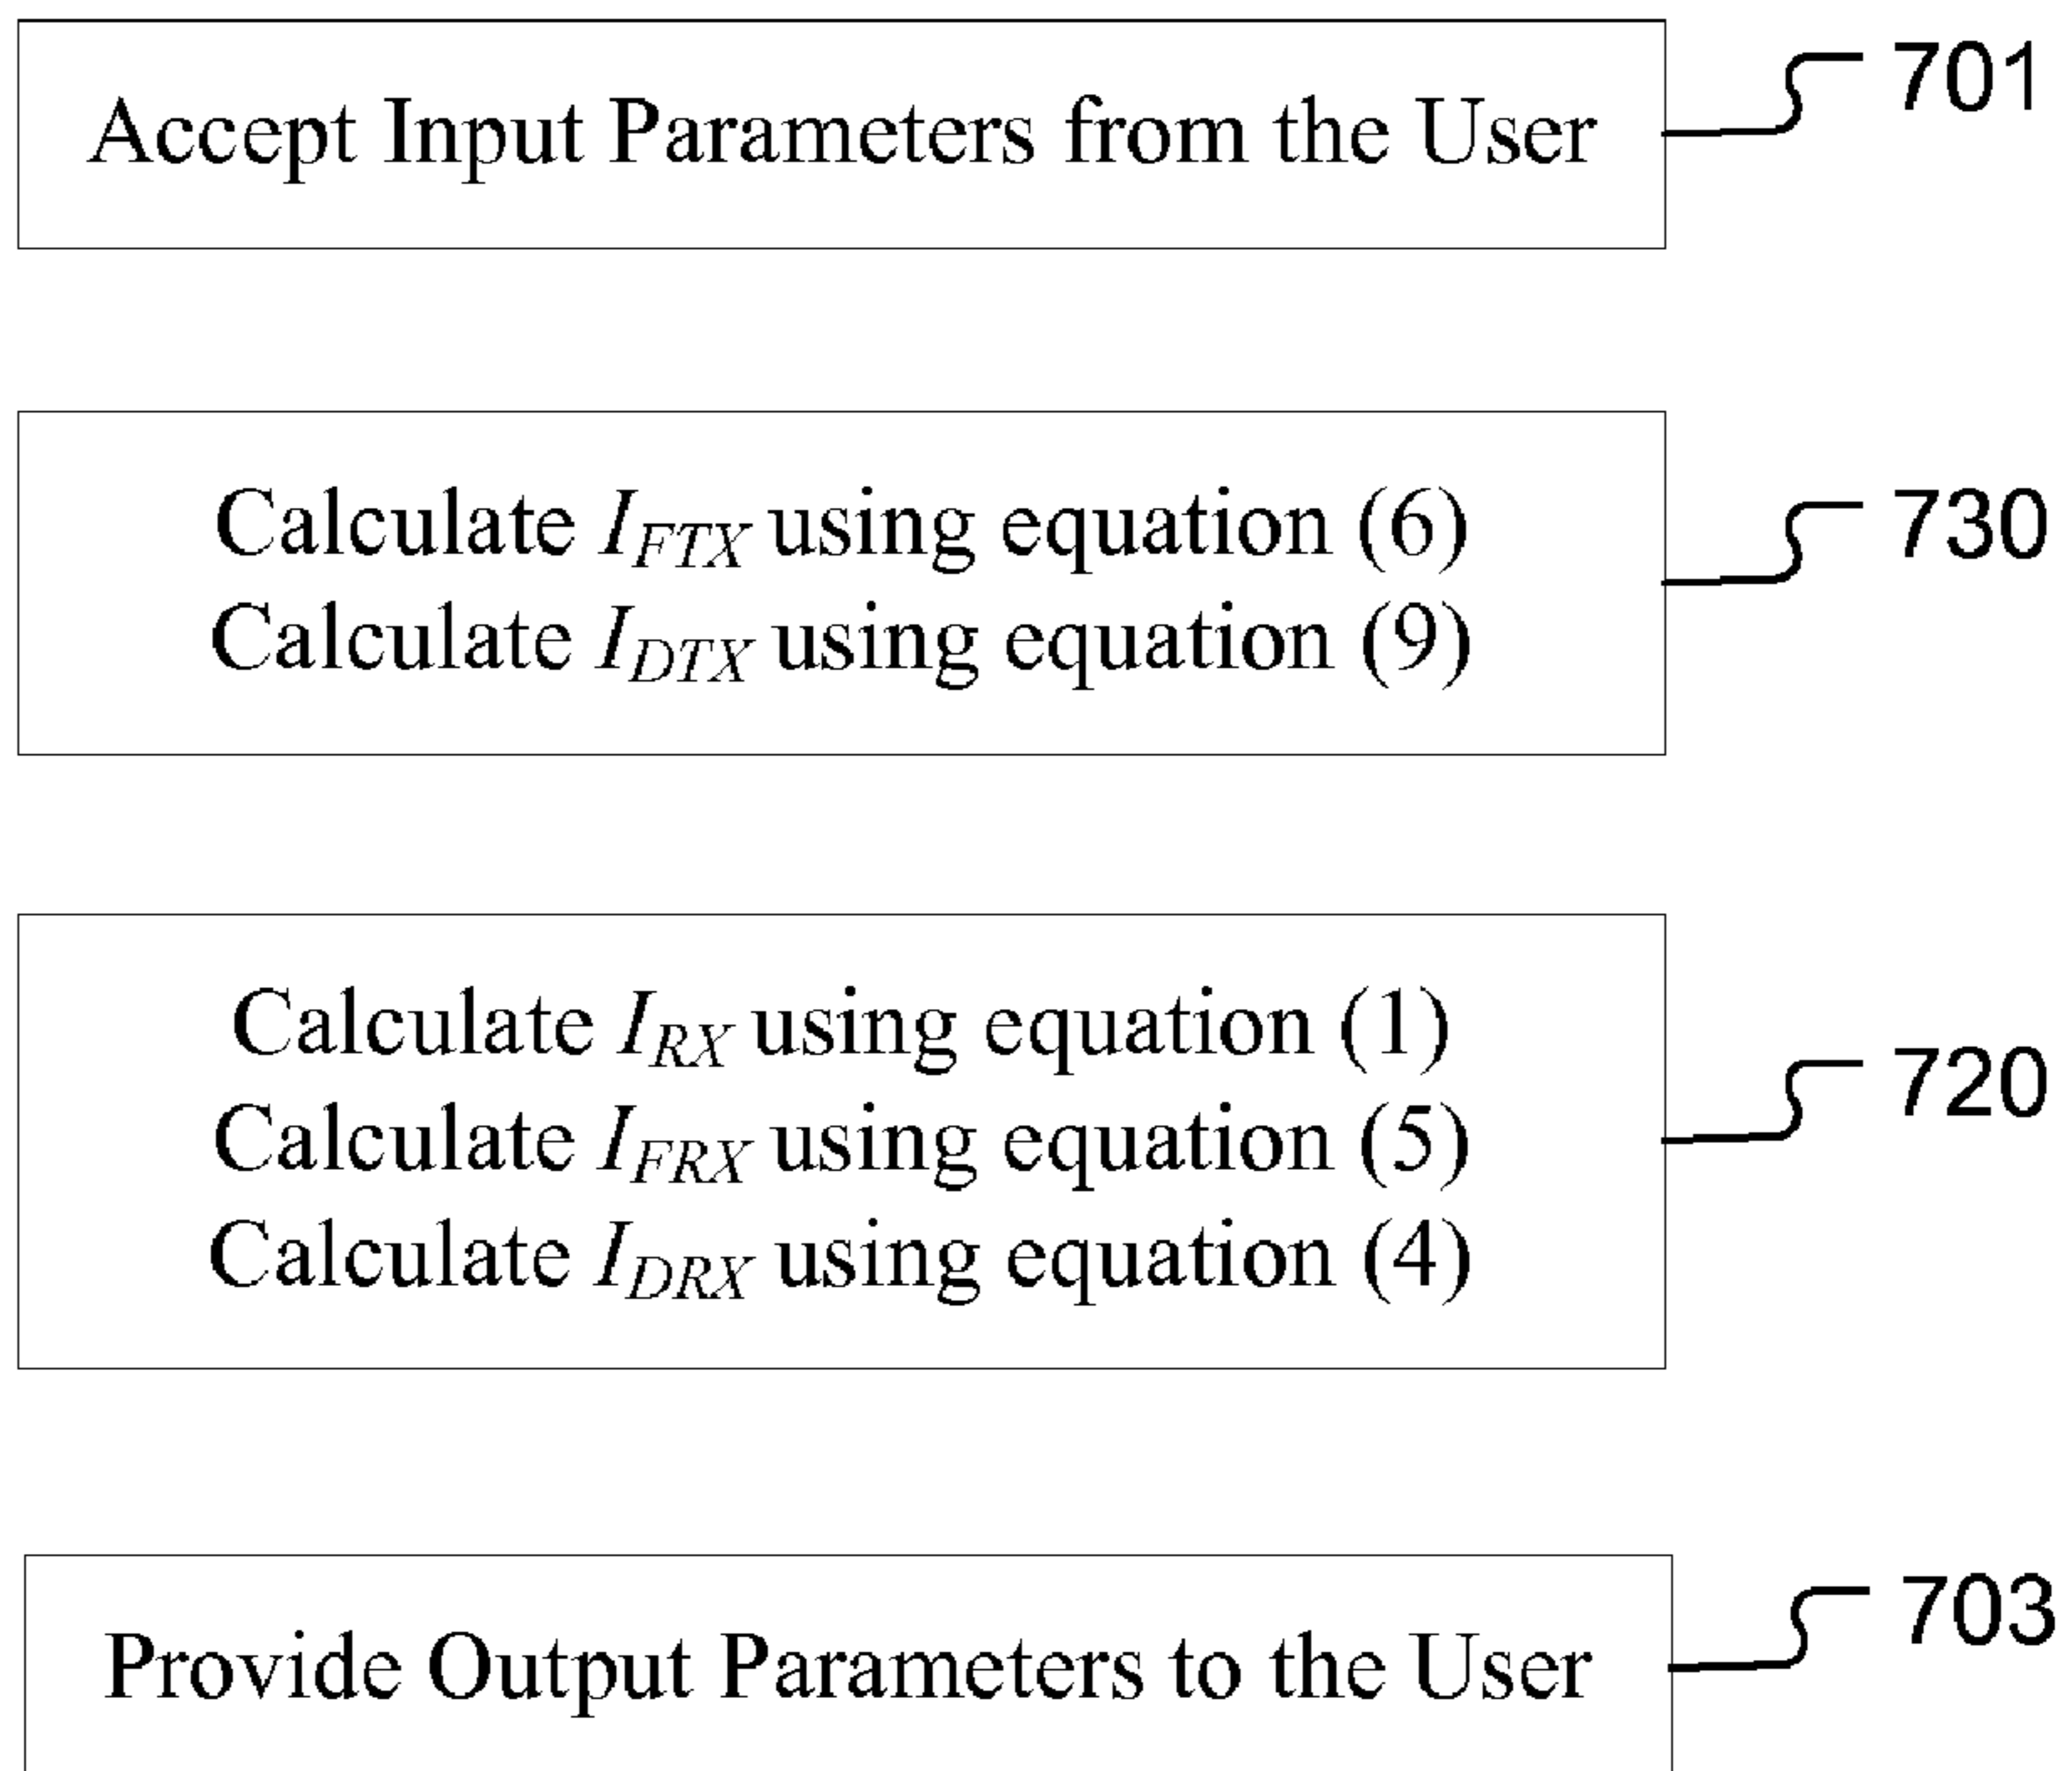 Accept Input Parameters from the User
701
Calculate I_FTX using equation (6)
Calculate I_DTX using equation (9)
730
Calculate I_RX using equation (1)
Calculate I_FRX using equation (5)
Calculate I_DRX using equation (4)
720
Provide Output Parameters to the User
703